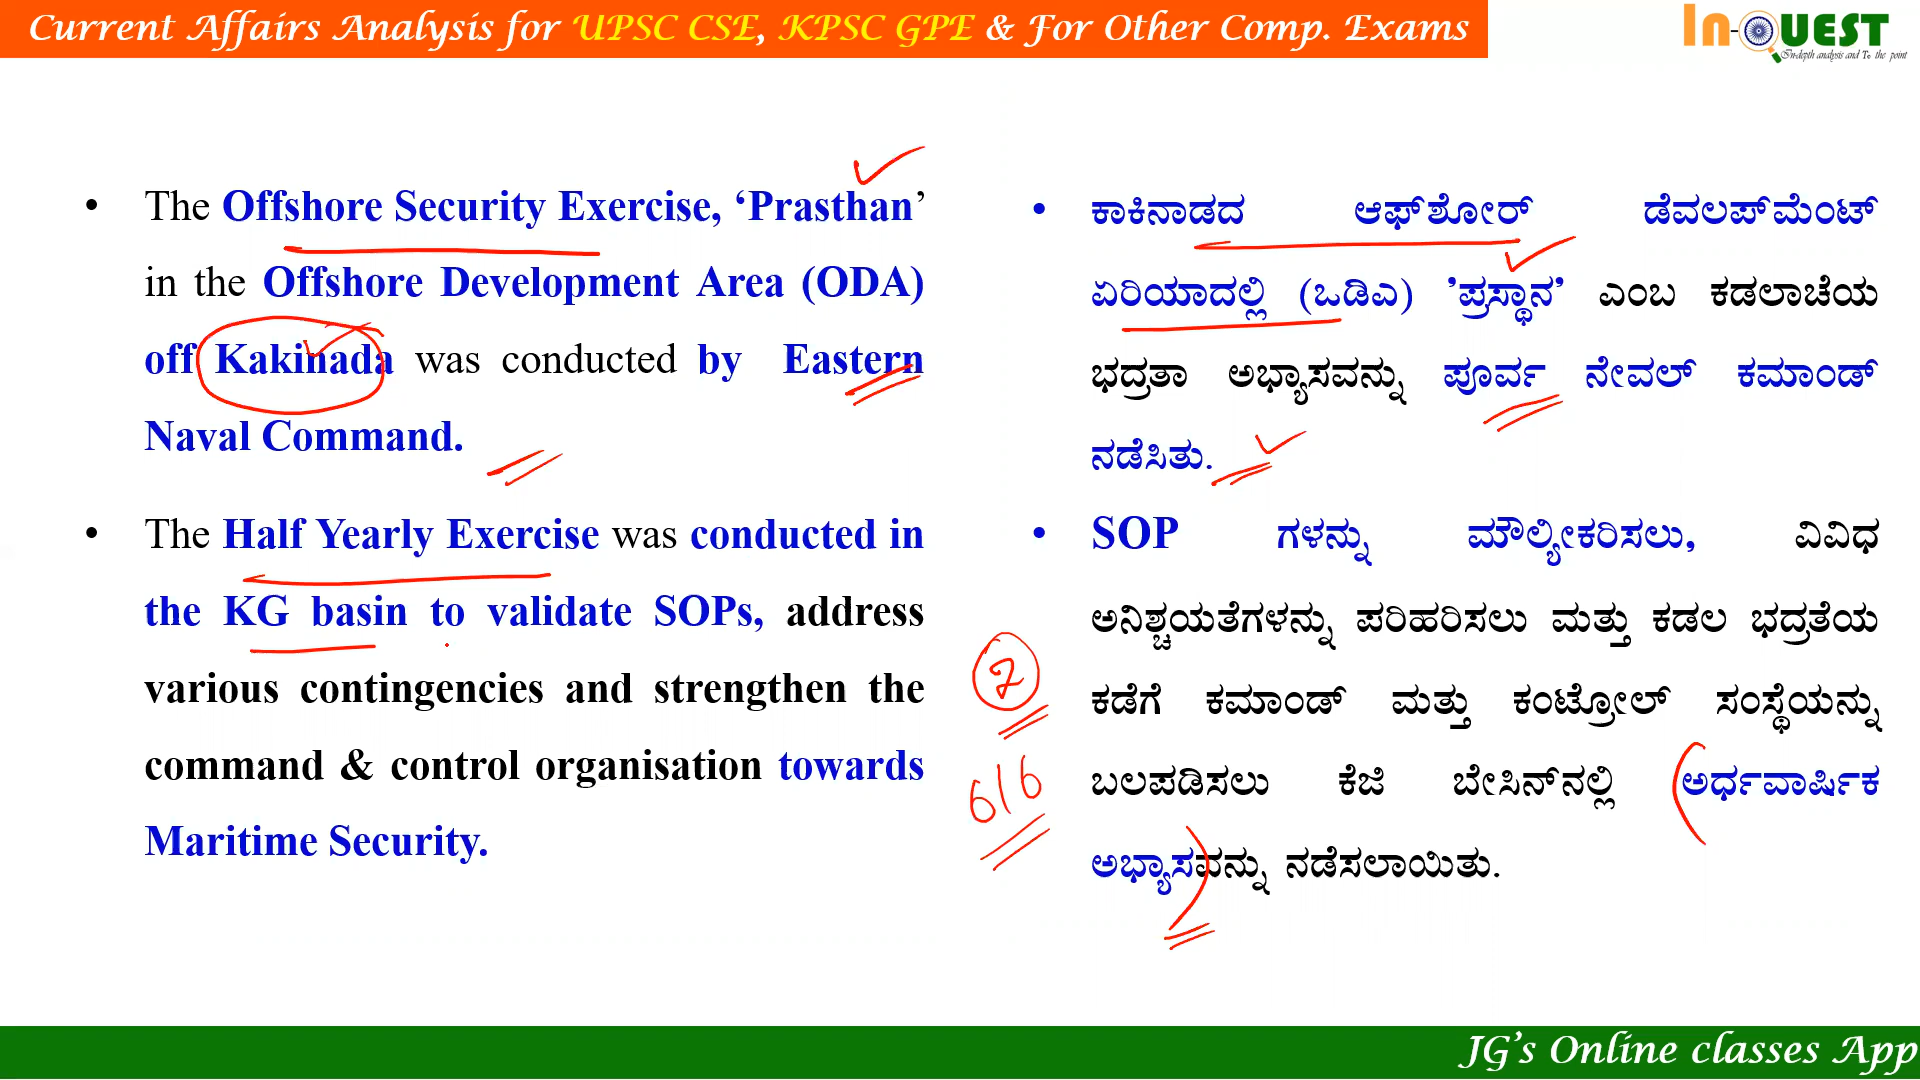 Current Affairs Analysis for UPSC CSE, KPSC GPE & For Other Comp. Exams
In-QUEST
In-depth analysis and To the point
• The Offshore Security Exercise, ‘Prasthan’
in the Offshore Development Area (ODA)
off Kakinada was conducted by Eastern
Naval Command.
• The Half Yearly Exercise was conducted in
the KG basin to validate SOPs, address
various contingencies and strengthen the
command & control organisation towards
Maritime Security.
• ಕಾಕಿನಾಡದ ಆಫ್‌ಶೋರ್ ಡೆವಲಪ್‌ಮೆಂಟ್
ಏರಿಯಾದಲ್ಲಿ (ಒಡಿಎ) ’ಪ್ರಸ್ಥಾನ’ ಎಂಬ ಕಡಲಾಚೆಯ
ಭದ್ರತಾ ಅಭ್ಯಾಸವನ್ನು ಪೂರ್ವ ನೇವಲ್ ಕಮಾಂಡ್
ನಡೆಸಿತು.
• SOP ಗಳನ್ನು ಮೌಲ್ಯೀಕರಿಸಲು, ವಿವಿಧ
ಅನಿಶ್ಚಯತೆಗಳನ್ನು ಪರಿಹರಿಸಲು ಮತ್ತು ಕಡಲ ಭದ್ರತೆಯ
ಕಡೆಗೆ ಕಮಾಂಡ್ ಮತ್ತು ಕಂಟ್ರೋಲ್ ಸಂಸ್ಥೆಯನ್ನು
ಬಲಪಡಿಸಲು ಕೆಜಿ ಬೇಸಿನ್‌ನಲ್ಲಿ ಅರ್ಧವಾರ್ಷಿಕ
ಅಭ್ಯಾಸವನ್ನು ನಡೆಸಲಾಯಿತು.
2
6/6
JG’s Online classes App